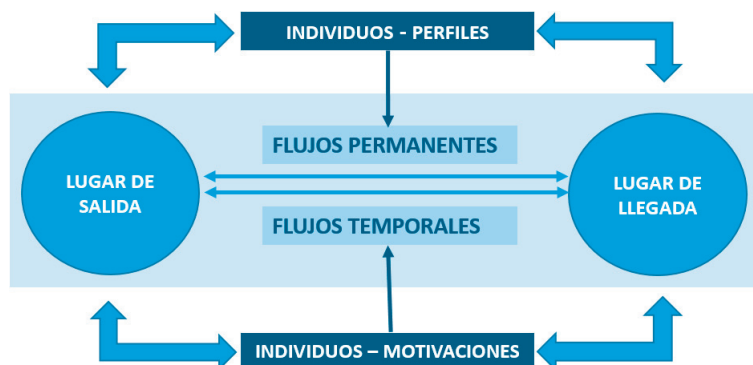 INDIVIDUOS - PERFILES
FLUJOS PERMANENTES
LUGAR DE
SALIDA
LUGAR DE
LLEGADA
FLUJOS TEMPORALES
INDIVIDUOS – MOTIVACIONES